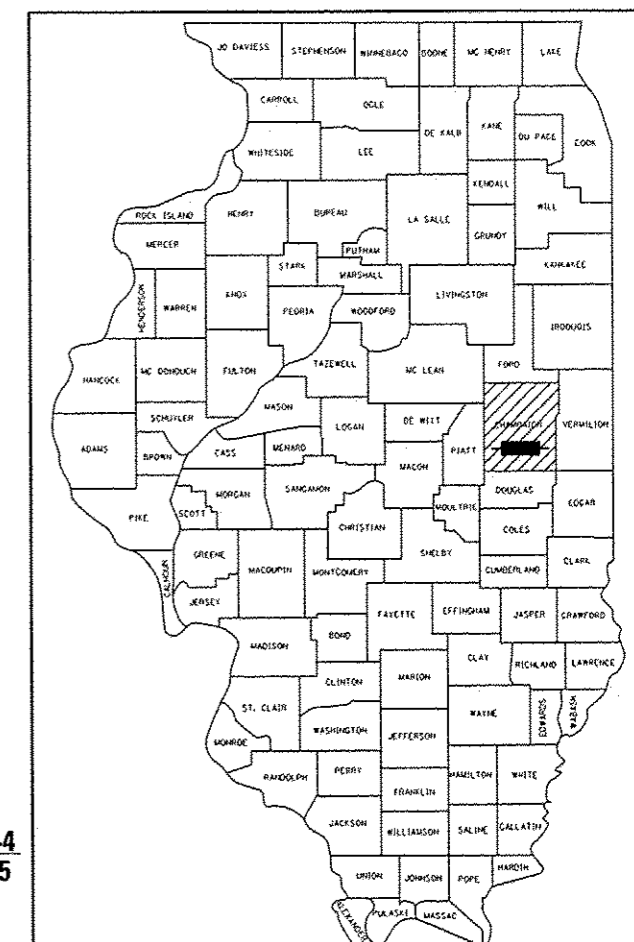 JO DAVIESS STEPHENSON WINNEBAGO BOONE MC HENRY LAKE
CARROLL OGLE DE KALB KANE DU PAGE COOK
WHITESIDE LEE KENDALL WILL
ROCK ISLAND HENRY BUREAU LA SALLE GRUNDY
MERCER PUTNAM KANKAKEE
STARK MARSHALL
HENDERSON WARREN KNOX PEORIA WOODFORD LIVINGSTON IROQUOIS
HANCOCK MC DONOUGH FULTON TAZEWELL MC LEAN FORD
SCHUYLER MASON LOGAN DE WITT CHAMPAIGN VERMILION
ADAMS BROWN CASS MENARD MACON PIATT
PIKE SCOTT MORGAN SANGAMON CHRISTIAN MOULTRIE DOUGLAS EDGAR
COLES
GREENE MACOUPIN MONTGOMERY SHELBY CUMBERLAND CLARK
CALHOUN JERSEY FAYETTE EFFINGHAM JASPER CRAWFORD
MADISON BOND
CLINTON MARION CLAY RICHLAND LAWRENCE
ST. CLAIR WASHINGTON WAYNE EDWARDS WABASH
MONROE JEFFERSON
RANDOLPH PERRY HAMILTON WHITE
FRANKLIN
JACKSON WILLIAMSON SALINE GALLATIN
4
5
UNION JOHNSON POPE HARDIN
ALEXANDER PULASKI MASSAC